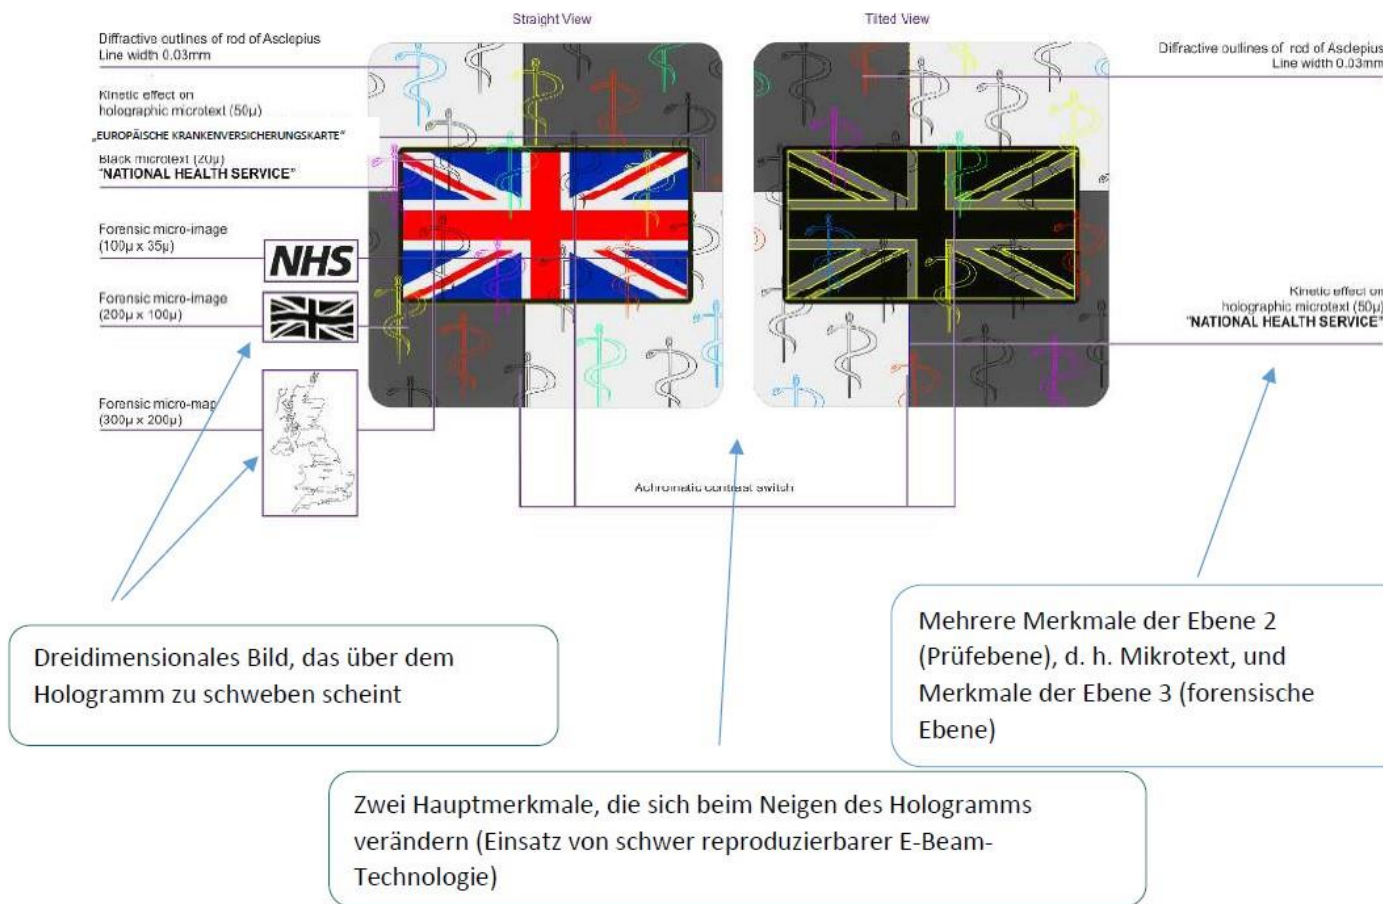 Straight View
Tilted View
Diffractive outlines of rod of Asclepius
Line width 0.03mm
Kinetic effect on
holographic microtext (50µ)
„EUROPÄISCHE KRANKENVERSICHERUNGSKARTE“
Black microtext (20µ)
"NATIONAL HEALTH SERVICE"
Forensic micro-image
(100µ x 35µ)
NHS
Forensic micro-image
(200µ x 100µ)
Forensic micro-map
(300µ x 200µ)
Diffractive outlines of rod of Asclepius
Line width 0.03mm
Kinetic effect on
holographic microtext (50µ)
"NATIONAL HEALTH SERVICE"
Achromatic contrast switch
Dreidimensionales Bild, das über dem
Hologramm zu schweben scheint
Mehrere Merkmale der Ebene 2
(Prüfebene), d. h. Mikrotext, und
Merkmale der Ebene 3 (forensische
Ebene)
Zwei Hauptmerkmale, die sich beim Neigen des Hologramms
verändern (Einsatz von schwer reproduzierbarer E-Beam-
Technologie)